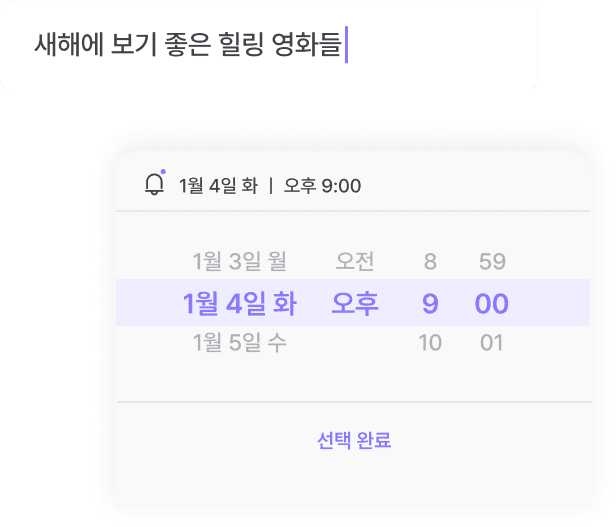 새해에 보기 좋은 힐링 영화들
1월 4일 화 | 오후 9:00
1월 3일 월 오전 8 59
1월 4일 화 오후 9 00
1월 5일 수 10 01
선택 완료